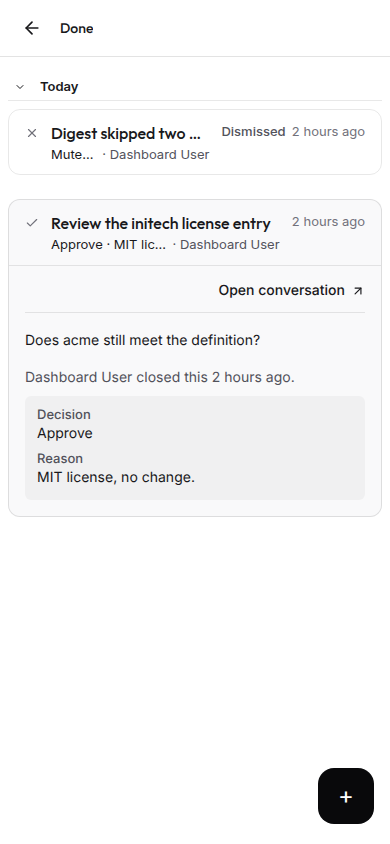 Done
Today
Digest skipped two ... Dismissed 2 hours ago
Mute... · Dashboard User
Review the initech license entry 2 hours ago
Approve · MIT lic... · Dashboard User
Open conversation
Does acme still meet the definition?
Dashboard User closed this 2 hours ago.
Decision
Approve
Reason
MIT license, no change.